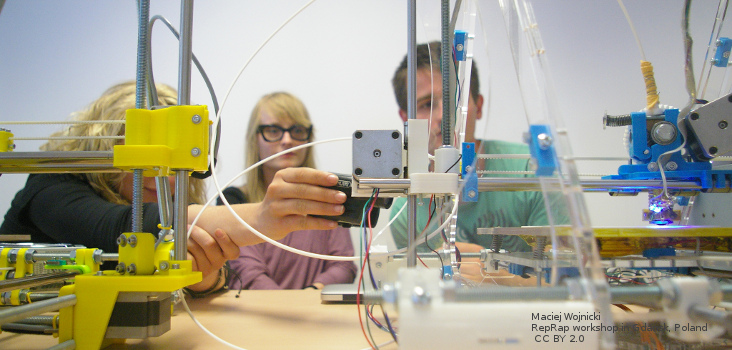 Maciej Wojnicki
RepRap workshop in Gdańsk, Poland
CC BY 2.0